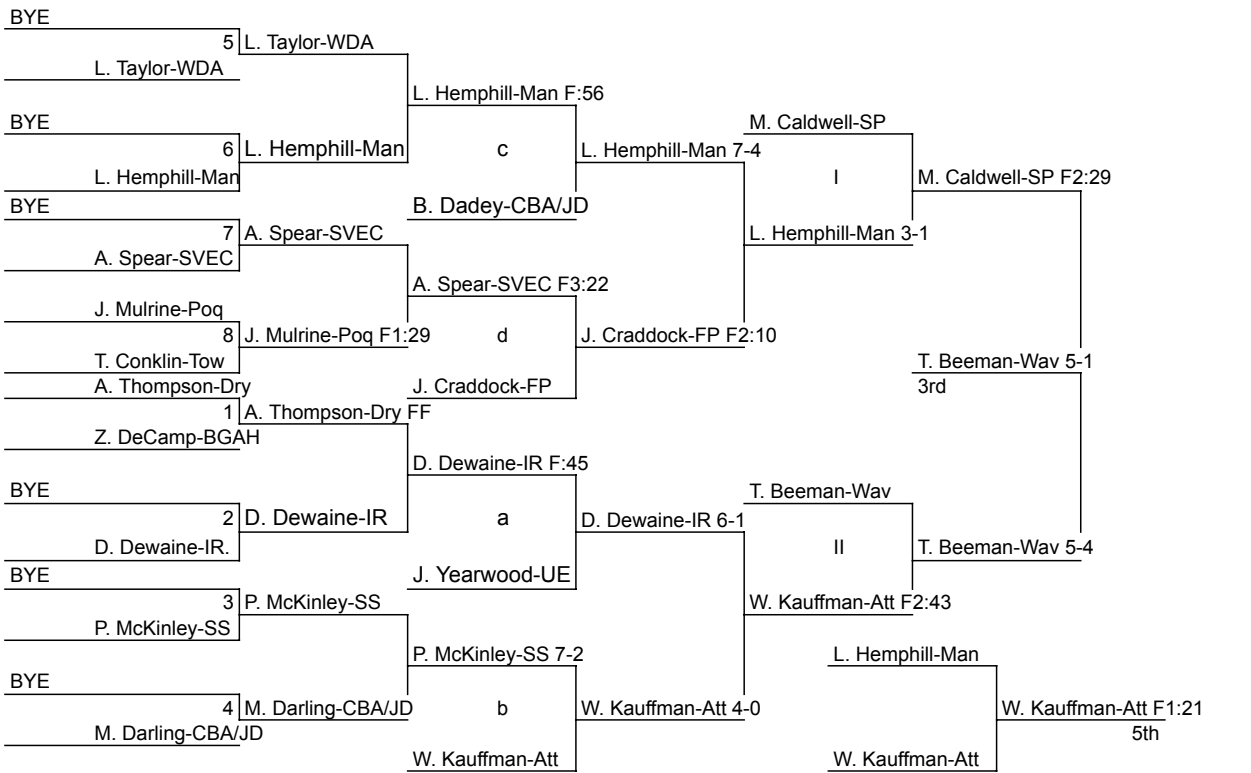 BYE
5 L. Taylor-WDA
L. Taylor-WDA
L. Hemphill-Man F:56
BYE
M. Caldwell-SP
6 L. Hemphill-Man
c
L. Hemphill-Man 7-4
L. Hemphill-Man
I
M. Caldwell-SP F2:29
BYE
B. Dadey-CBA/JD
7 A. Spear-SVEC
L. Hemphill-Man 3-1
A. Spear-SVEC
A. Spear-SVEC F3:22
J. Mulrine-Poq
8 J. Mulrine-Poq F1:29
d
J. Craddock-FP F2:10
T. Conklin-Tow
T. Beeman-Wav 5-1
A. Thompson-Dry
J. Craddock-FP
3rd
1 A. Thompson-Dry FF
Z. DeCamp-BGAH
D. Dewaine-IR F:45
BYE
T. Beeman-Wav
2 D. Dewaine-IR
a
D. Dewaine-IR 6-1
D. Dewaine-IR.
II
T. Beeman-Wav 5-4
BYE
J. Yearwood-UE
3 P. McKinley-SS
W. Kauffman-Att F2:43
P. McKinley-SS
P. McKinley-SS 7-2
L. Hemphill-Man
BYE
4 M. Darling-CBA/JD
b
W. Kauffman-Att 4-0
W. Kauffman-Att F1:21
M. Darling-CBA/JD
5th
W. Kauffman-Att
W. Kauffman-Att